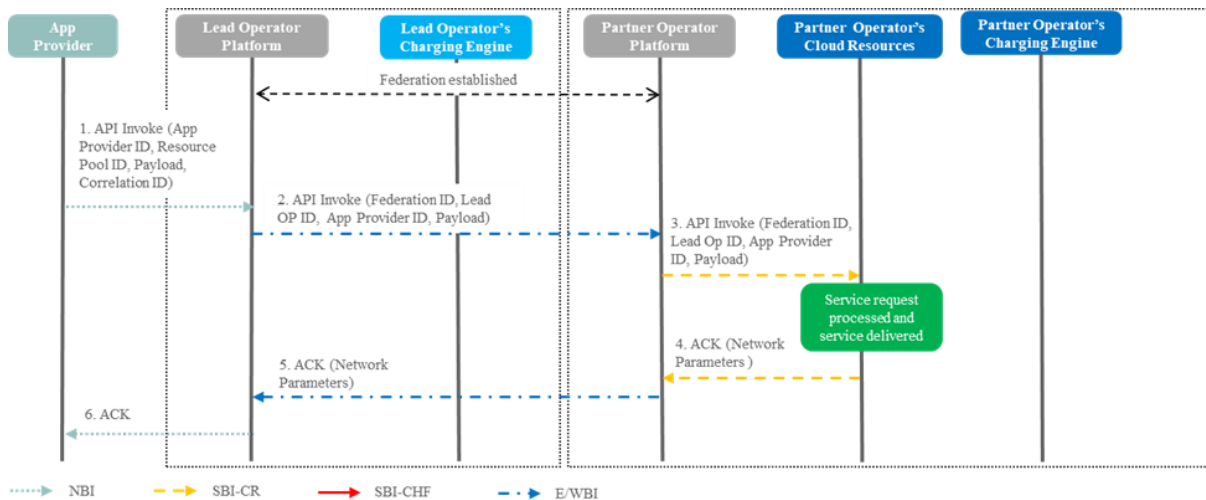 App
Provider
Lead Operator
Platform
Lead Operator's
Charging Engine
Partner Operator
Platform
Partner Operator's
Cloud Resources
Partner Operator's
Charging Engine
Federation established
1. API Invoke (App
Provider ID, Resource
Pool ID, Payload,
Correlation ID)
2. API Invoke (Federation ID, Lead
OP ID, App Provider ID, Payload)
3. API Invoke (Federation ID,
Lead Op ID, App Provider
ID, Payload)
Service request
processed and
service delivered
4. ACK (Network
Parameters )
5. ACK (Network
Parameters)
6. ACK
NBI
SBI-CR
SBI-CHF
E/WBI